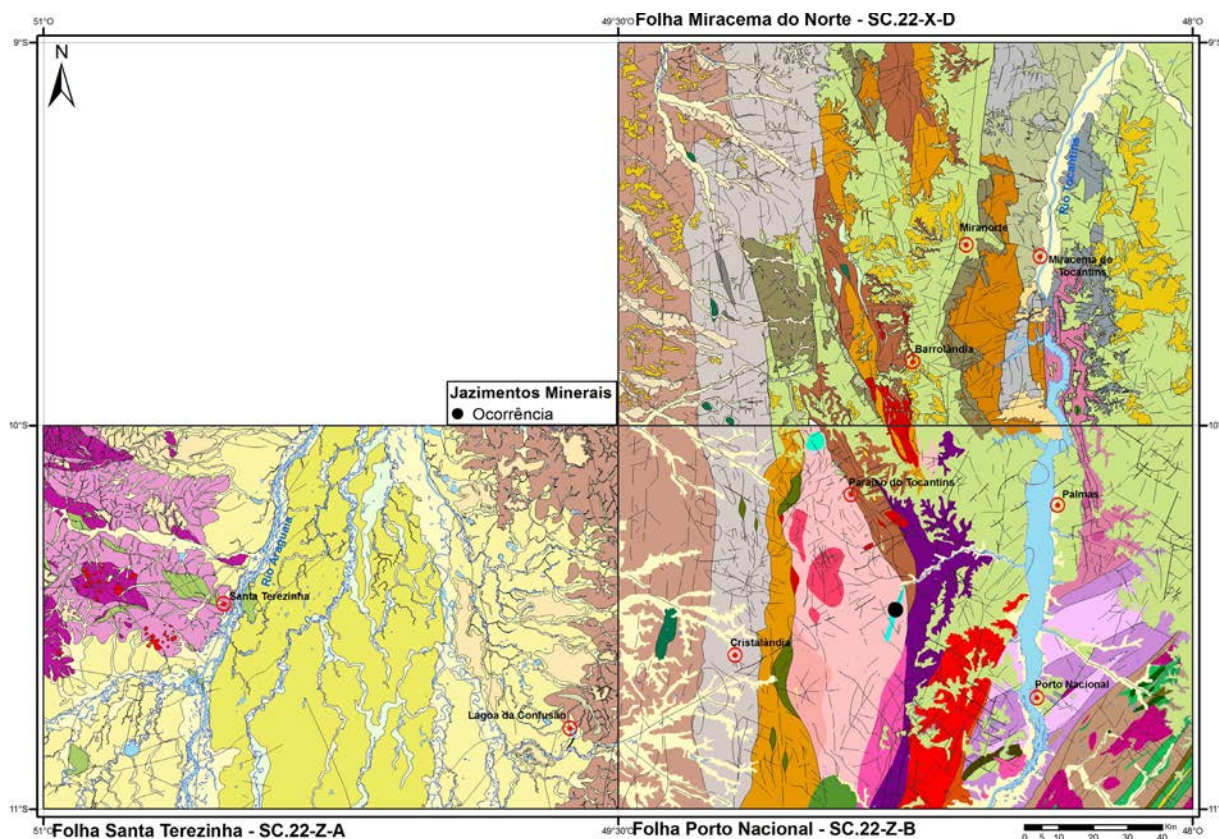 Folha Miracema do Norte - SC.22-X-D
51°O
49°30'O
48°O
9°S
9°S
N
Rio Tocantins
Miranorte
Miracema do
Tocantins
Barrolândia
Jazimentos Minerais
Ocorrência
10°S
10°
Paraíso do Tocantins
Palmas
Rio Araguaia
Santa Terezinha
Cristalândia
Porto Nacional
Lagoa da Confusão
11°S
11°
51°O
Folha Santa Terezinha - SC.22-Z-A
49°30'O
Folha Porto Nacional - SC.22-Z-B
48°O
Km
0 5 10 20 30 40